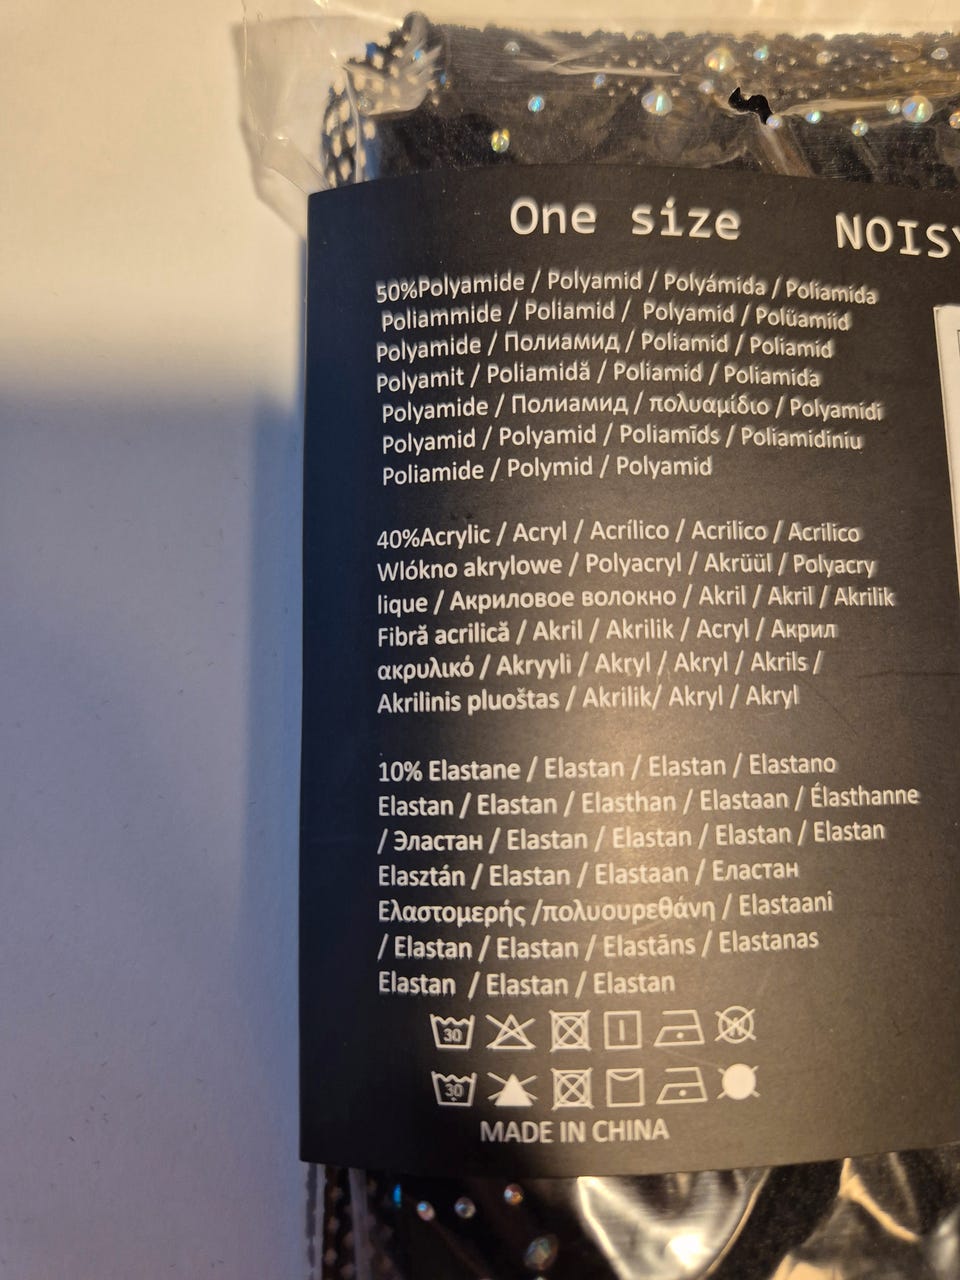 One size
NOISY
50%Polyamide / Polyamid / Polyámida / Poliamida
Poliammide / Poliamid / Polyamid / Polüamiid
Polyamide / Полиамид / Poliamid / Poliamid
Polyamit / Poliamidă / Poliamid / Poliamida
Polyamide / Полиамид / πολυαμίδιο / Polyamidi
Polyamid / Polyamid / Poliamīds / Poliamidiniu
Poliamide / Polymid / Polyamid
40%Acrylic / Acryl / Acrílico / Acrilico / Acrilico
Wlókno akrylowe / Polyacryl / Akrüül / Polyacry
lique / Акриловое волокно / Akril / Akril / Akrilik
Fibră acrilică / Akril / Akrilik / Acryl / Акрил
ακρυλικό / Akryyli / Akryl / Akryl / Akrils /
Akrilinis pluoštas / Akrilik/ Akryl / Akryl
10% Elastane / Elastan / Elastan / Elastano
Elastan / Elastan / Elasthan / Elastaan / Élasthanne
/ Эластан / Elastan / Elastan / Elastan / Elastan
Elasztán / Elastan / Elastaan / Еластан
Ελαστομερής /πολυουρεθάνη / Elastaani
/ Elastan / Elastan / Elastāns / Elastanas
Elastan / Elastan / Elastan
30 W
30
MADE IN CHINA